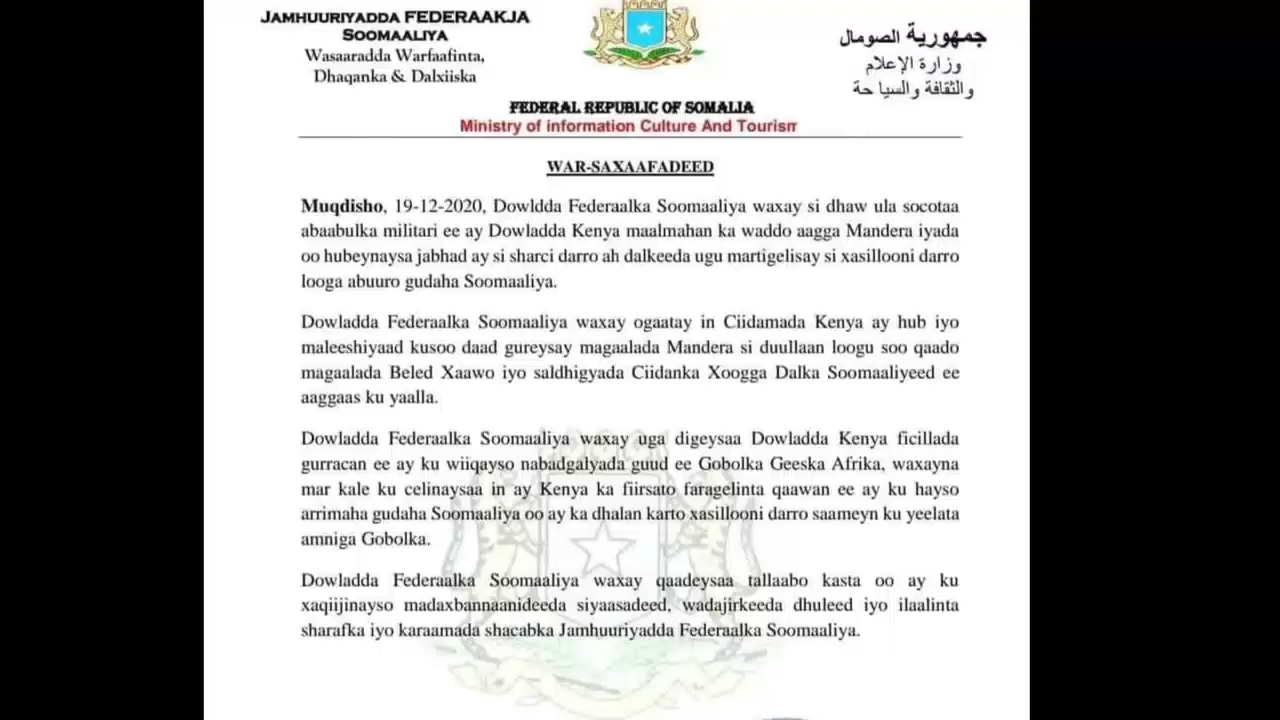 JAMHUURIYADDA FEDERAAKJA
SOOMAALIYA
Wasaaradda Warfaafinta,
Dhaqanka & Dalxiiska
جمهورية الصومال
وزارة الإعلام
والثقافة والسيا حة
FEDERAL REPUBLIC OF SOMALIA
Ministry of information Culture And Tourism
WAR-SAXAAFADEED
Muqdisho, 19-12-2020, Dowldda Federaalka Soomaaliya waxay si dhaw ula socotaa
abaabulka militari ee ay Dowladda Kenya maalmahan ka waddo aagga Mandera iyada
oo hubeynaysa jabhad ay si sharci darro ah dalkeeda ugu martigelisay si xasillooni darro
looga abuuro gudaha Soomaaliya.
Dowladda Federaalka Soomaaliya waxay ogaatay in Ciidamada Kenya ay hub iyo
maleeshiyaad kusoo daad gureysay magaalada Mandera si duullaan loogu soo qaado
magaalada Beled Xaawo iyo saldhigyada Ciidanka Xoogga Dalka Soomaaliyeed ee
aaggaas ku yaalla.
Dowladda Federaalka Soomaaliya waxay uga digeysaa Dowladda Kenya ficillada
gurracan ee ay ku wiiqayso nabadgalyada guud ee Gobolka Geeska Afrika, waxayna
mar kale ku celinaysaa in ay Kenya ka fiirsato faragelinta qaawan ee ay ku hayso
arrimaha gudaha Soomaaliya oo ay ka dhalan karto xasillooni darro saameyn ku yeelata
amniga Gobolka.
Dowladda Federaalka Soomaaliya waxay qaadeysaa tallaabo kasta oo ay ku
xaqiijinayso madaxbannaanideeda siyaasadeed, wadajirkeeda dhuleed iyo ilaalinta
sharafka iyo karaamada shacabka Jamhuuriyadda Federaalka Soomaaliya.